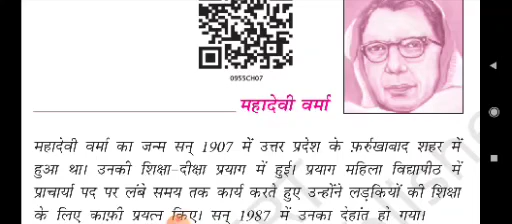 0955CH07
महादेवी वर्मा
महादेवी वर्मा का जन्म सन् 1907 में उत्तर प्रदेश के फ़र्रुखाबाद शहर में
हुआ था। उनकी शिक्षा-दीक्षा प्रयाग में हुई। प्रयाग महिला विद्यापीठ में
प्राचार्या पद पर लंबे समय तक कार्य करते हुए उन्होंने लड़कियों की शिक्षा
के लिए काफ़ी प्रयत्न किए। सन् 1987 में उनका देहांत हो गया।